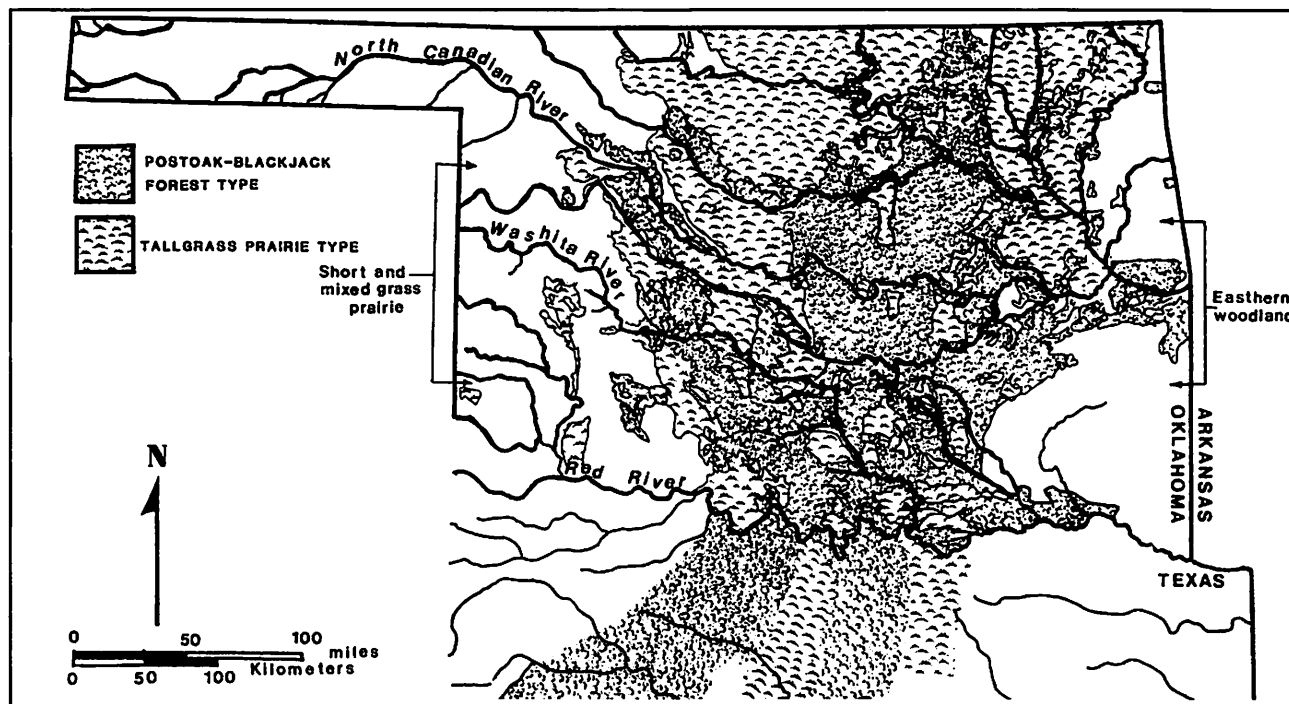 North Canadian River
POSTOAK-BLACKJACK
FOREST TYPE
TALLGRASS PRAIRIE TYPE
Washita River
Short and
mixed grass
prairie
Easthern
woodland
ARKANSAS
OKLAHOMA
N
Red River
TEXAS
0 50 100 miles
Kilometers
0 50 100